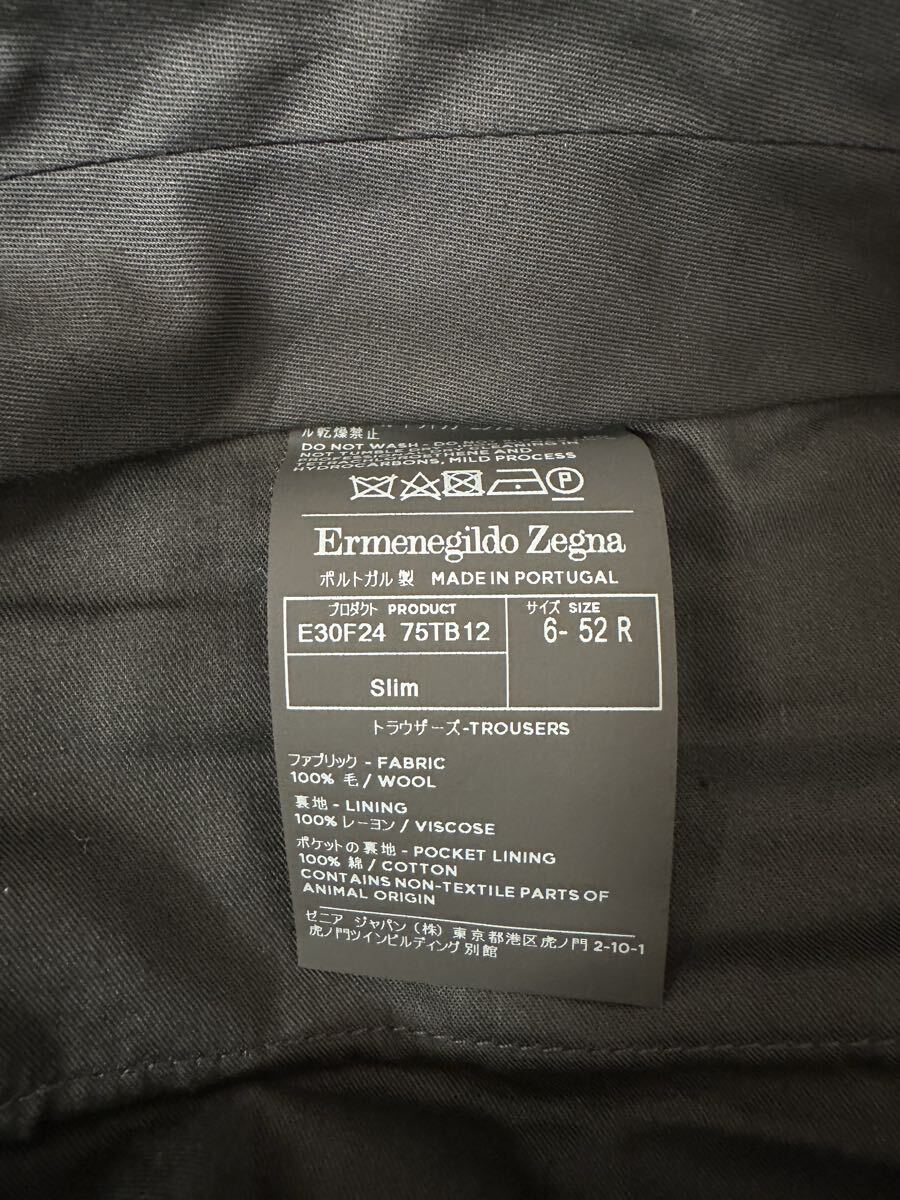 ル乾燥禁止
DO NOT WASH - DO NOT
NOT TUMBLE
PROFESSIONAL CLEANING IN
TETRACHLOROETHENE AND
HYDROCARBONS, MILD PROCESS
P
Ermenegildo Zegna
ポルトガル製 MADE IN PORTUGAL
プロダクト PRODUCT サイズ SIZE
E30F24 75TB12 6- 52 R
Slim
トラウザーズ-TROUSERS
ファブリック - FABRIC
100% 毛 / WOOL
裏地 - LINING
100% レーヨン / VISCOSE
ポケットの裏地 - POCKET LINING
100% 綿 / COTTON
CONTAINS NON-TEXTILE PARTS OF
ANIMAL ORIGIN
ゼニア ジャパン (株) 東京都港区虎ノ門 2-10-1
虎ノ門ツインビルディング 別館